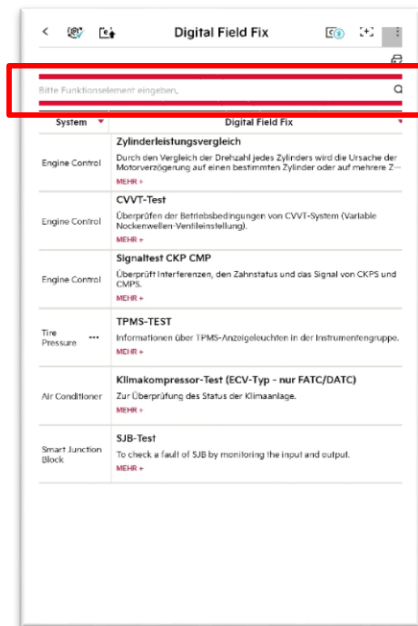 Digital Field Fix
Bitte Funktionselement eingeben.
System
Digital Field Fix
Zylinderleistungsvergleich
Engine Control
Durch den Vergleich der Drehzahl jedes Zylinders wird die Ursache der
Motorverzögerung auf einen bestimmten Zylinder oder auf mehrere Z—
MEHR +
CVVT-Test
Engine Control
Überprüfen der Betriebsbedingungen von CVVT-System (Variable
Nockenwellen-Ventileinstellung).
MEHR +
Signaltest CKP CMP
Engine Control
Überprüft Interferenzen, den Zahnstatus und das Signal von CKPS und
CMPS.
MEHR +
TPMS-TEST
Tire
Pressure ...
Informationen über TPMS-Anzeigeleuchten in der Instrumentengruppe.
MEHR +
Klimakompressor-Test (ECV-Typ - nur FATC/DATC)
Air Conditioner
Zur Überprüfung des Status der Klimaanlage.
MEHR +
SJB-Test
Smart Junction
Block
To check a fault of SJB by monitoring the input and output.
MEHR +